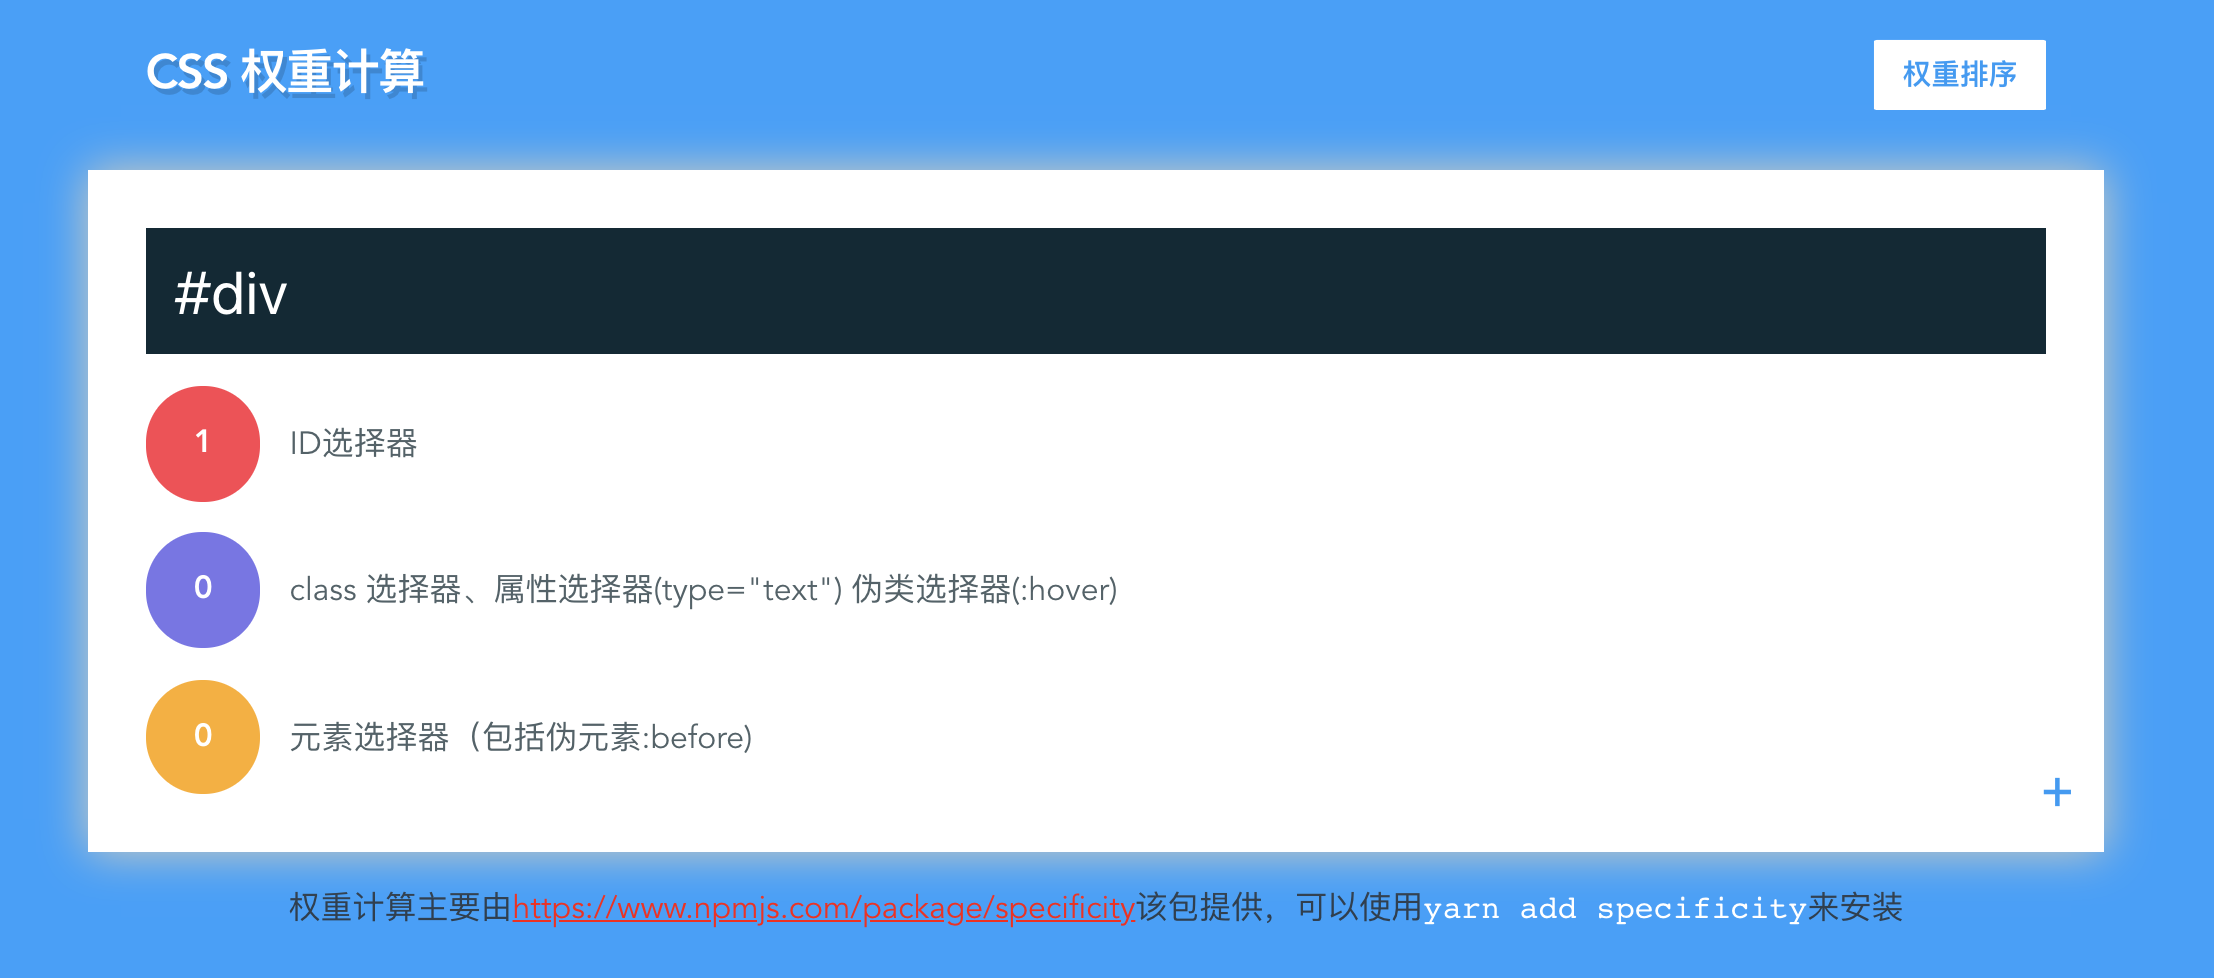 CSS 权重计算
权重排序
#div
1
ID选择器
0
class 选择器、属性选择器(type="text") 伪类选择器(:hover)
0
元素选择器（包括伪元素:before)
+
权重计算主要由https://www.npmjs.com/package/specificity该包提供，可以使用yarn add specificity来安装